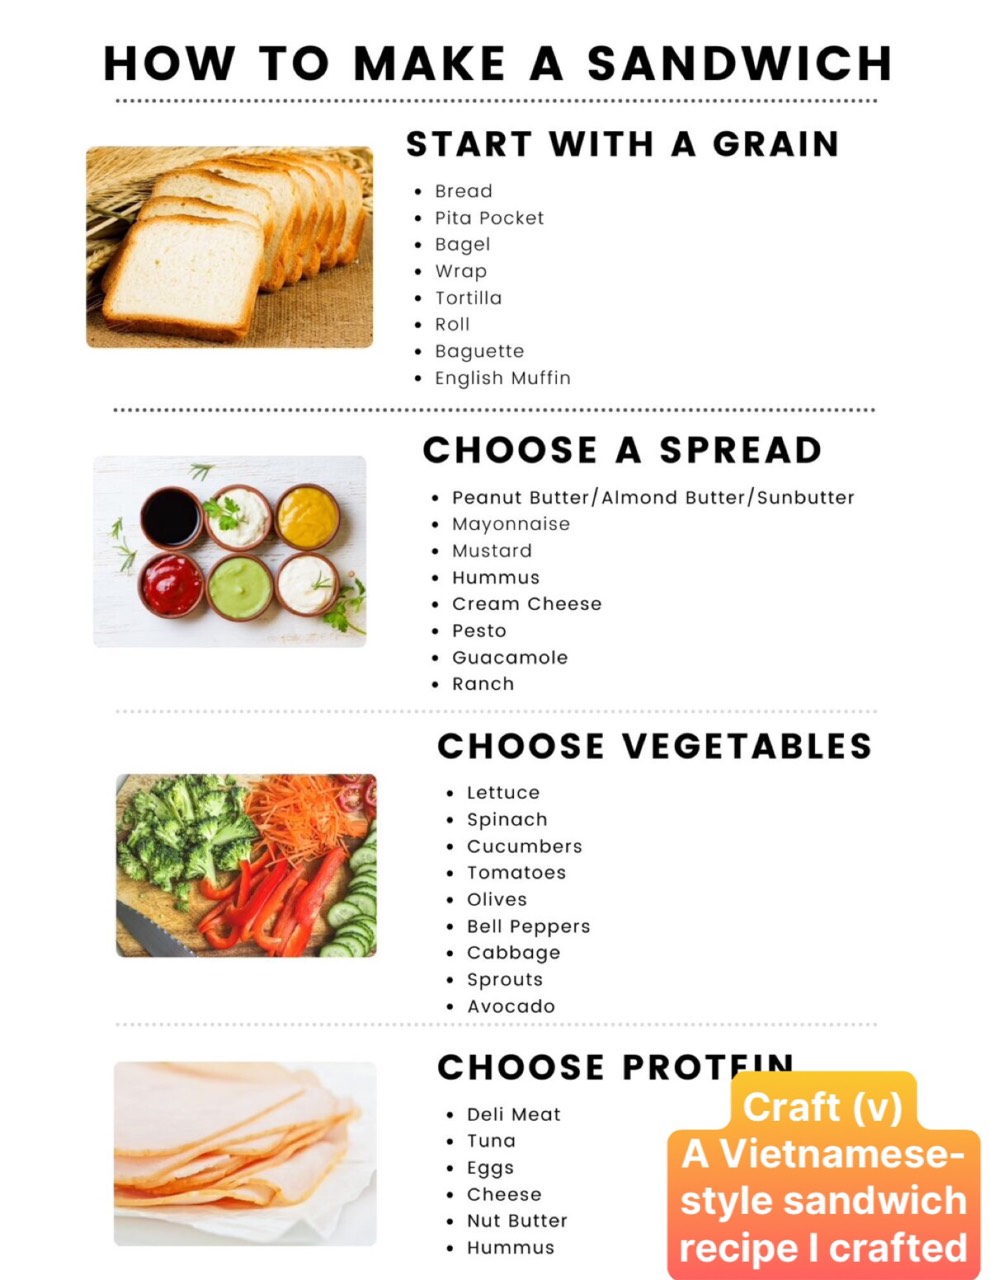 HOW TO MAKE A SANDWICH
START WITH A GRAIN
Bread
Pita Pocket
Bagel
Wrap
Tortilla
Roll
Baguette
English Muffin
CHOOSE A SPREAD
Peanut Butter/Almond Butter/Sunbutter
Mayonnaise
Mustard
Hummus
Cream Cheese
Pesto
Guacamole
Ranch
CHOOSE VEGETABLES
Lettuce
Spinach
Cucumbers
Tomatoes
Olives
Bell Peppers
Cabbage
Sprouts
Avocado
CHOOSE PROTEIN
Deli Meat
Tuna
Eggs
Cheese
Nut Butter
Hummus
Craft (v)
A Vietnamese-
style sandwich
recipe I crafted